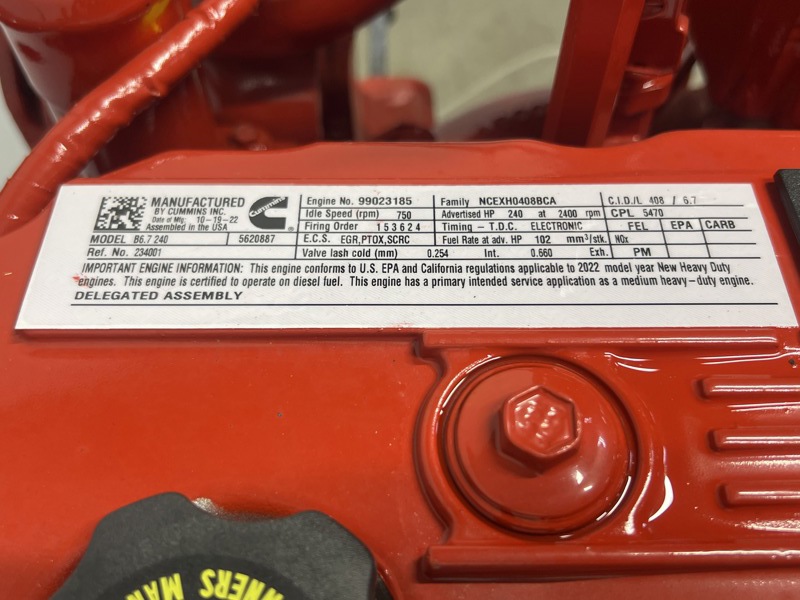 MANUFACTURED
BY CUMMINS INC.
Date of Mfg: 10-19-22
Assembled in the USA
Cummins
MODEL B6.7 240 5620887
Ref. No. 234001
Engine No. 99023185
Idle Speed (rpm) 750
Firing Order 1 5 3 6 2 4
E.C.S. EGR,PTOX,SCRC
Family NCEXH0408BCA
Advertised HP 240 at 2400 rpm
Timing - T.D.C. ELECTRONIC
Fuel Rate at adv. HP 102 mm³/stk.
Valve lash cold (mm) 0.254 Int. 0.660 Exh.
C.I.D./L 408 / 6.7
CPL 5470
FEL EPA CARB
NOx
PM
IMPORTANT ENGINE INFORMATION: This engine conforms to U.S. EPA and California regulations applicable to 2022 model year New Heavy Duty
engines. This engine is certified to operate on diesel fuel. This engine has a primary intended service application as a medium heavy-duty engine.
DELEGATED ASSEMBLY